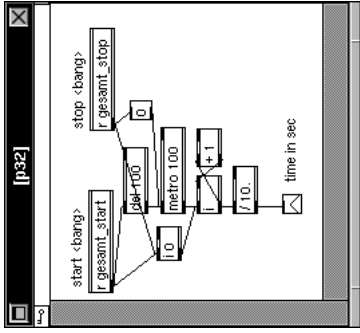 [p32]
start <bang>
stop <bang>
r gesamt_start
r gesamt_stop
del 100
0
i 0
metro 100
i
+ 1
/ 10.
time in sec